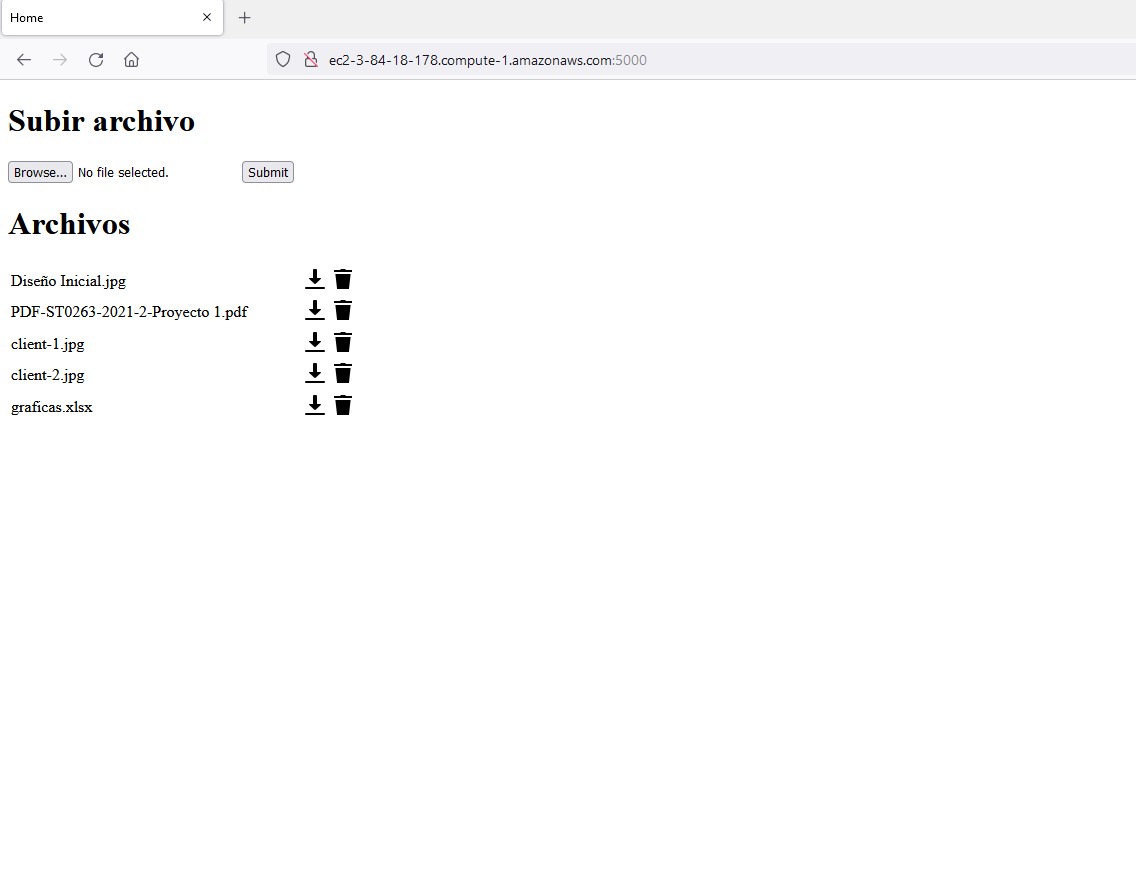 Home
ec2-3-84-18-178.compute-1.amazonaws.com:5000
Subir archivo
Browse... No file selected. Submit
Archivos
Diseño Inicial.jpg
PDF-ST0263-2021-2-Proyecto 1.pdf
client-1.jpg
client-2.jpg
graficas.xlsx